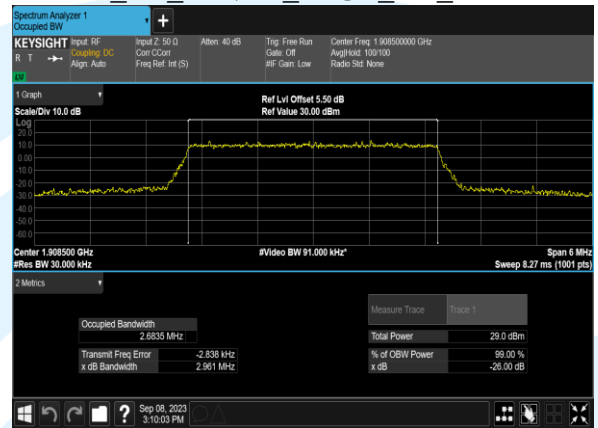 Spectrum Analyzer 1
Occupied BW
+
KEYSIGHT Input: RF Input Z: 50 Ω Atten: 40 dB Trig: Free Run Center Freq: 1.908500000 GHz
R T Coupling: DC Corr CCorr Gate: Off Avg|Hold: 100/100
Align: Auto Freq Ref: Int (S) #IF Gain: Low Radio Std: None
LV
1 Graph
Ref Lvl Offset 5.50 dB
Scale/Div 10.0 dB Ref Value 30.00 dBm
Log
20.0
10.0
0.00
-10.0
-20.0
-30.0
-40.0
-50.0
-60.0
Center 1.908500 GHz #Video BW 91.000 kHz* Span 6 MHz
#Res BW 30.000 kHz Sweep 8.27 ms (1001 pts)
2 Metrics
Measure Trace Trace 1
Occupied Bandwidth
2.6835 MHz Total Power 29.0 dBm
Transmit Freq Error -2.838 kHz % of OBW Power 99.00 %
x dB Bandwidth 2.961 MHz x dB -26.00 dB
? Sep 08, 2023
3:10:03 PM